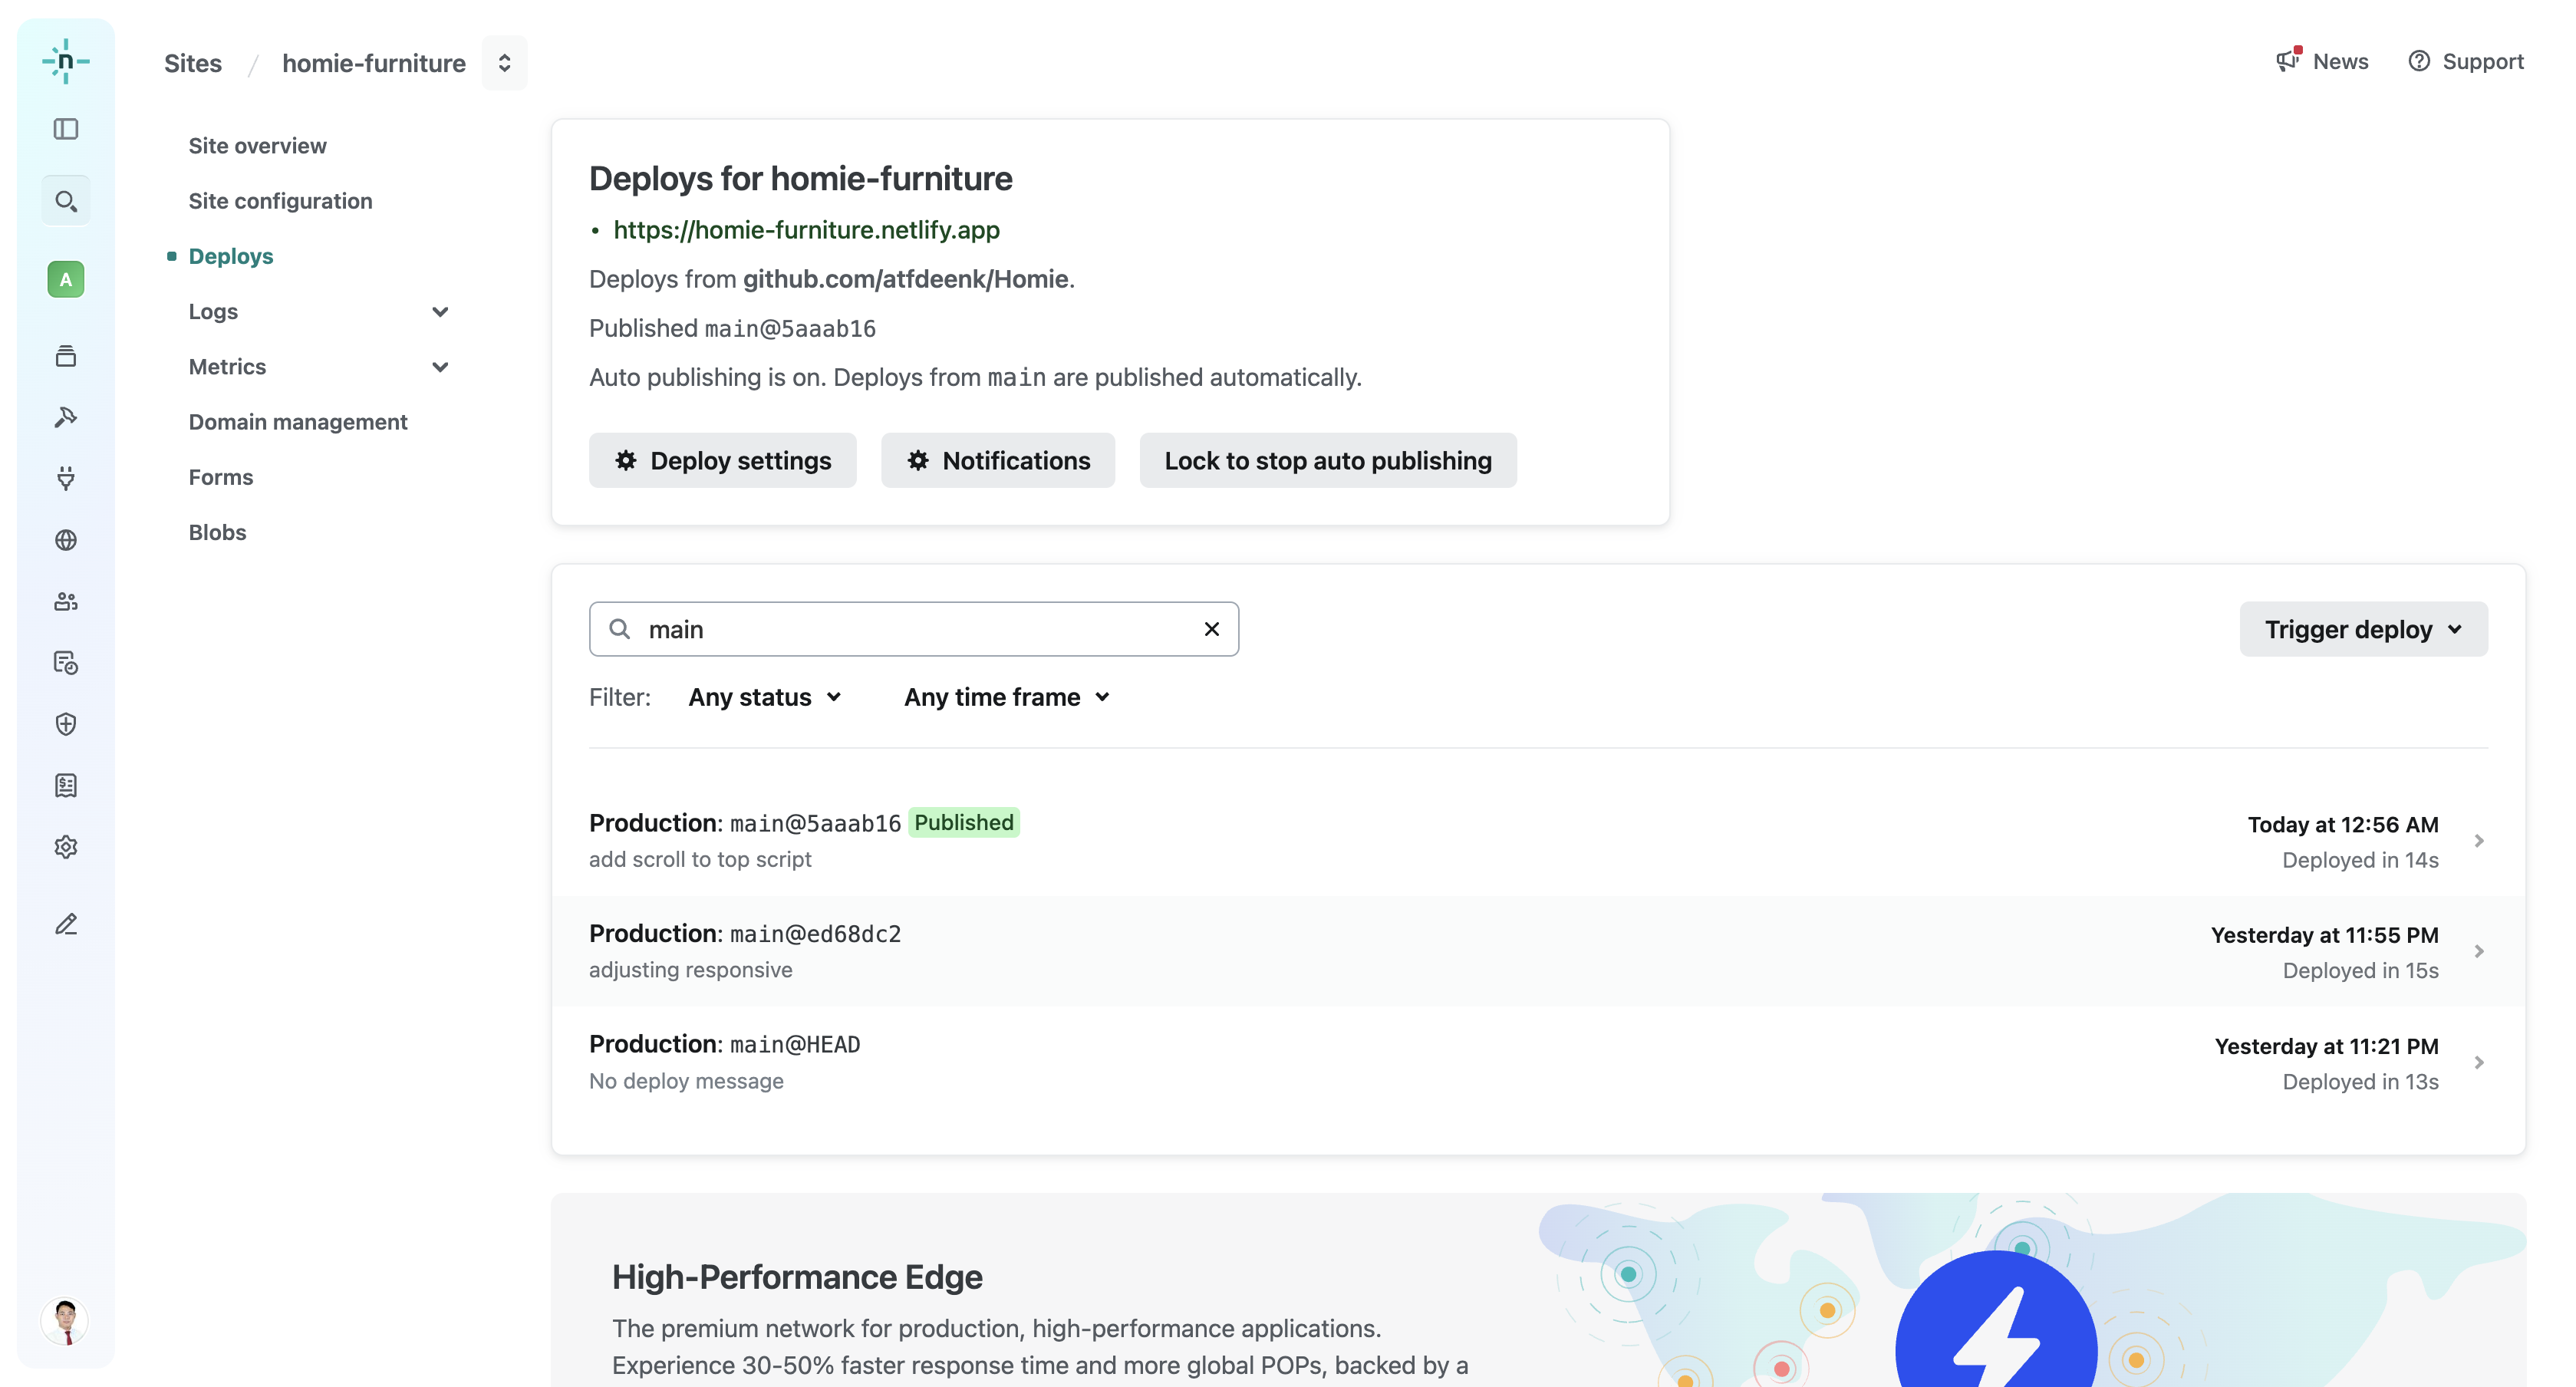 n
Sites / homie-furniture
News
Support
A
Site overview
Site configuration
Deploys
Logs
Metrics
Domain management
Forms
Blobs
Deploys for homie-furniture
• https://homie-furniture.netlify.app
Deploys from github.com/atfdeenk/Homie.
Published main@5aaab16
Auto publishing is on. Deploys from main are published automatically.
Deploy settings
Notifications
Lock to stop auto publishing
main
Trigger deploy
Filter: Any status Any time frame
Production: main@5aaab16 Published
Today at 12:56 AM
add scroll to top script
Deployed in 14s
Production: main@ed68dc2
Yesterday at 11:55 PM
adjusting responsive
Deployed in 15s
Production: main@HEAD
Yesterday at 11:21 PM
No deploy message
Deployed in 13s
High-Performance Edge
The premium network for production, high-performance applications.
Experience 30-50% faster response time and more global POPs, backed by a